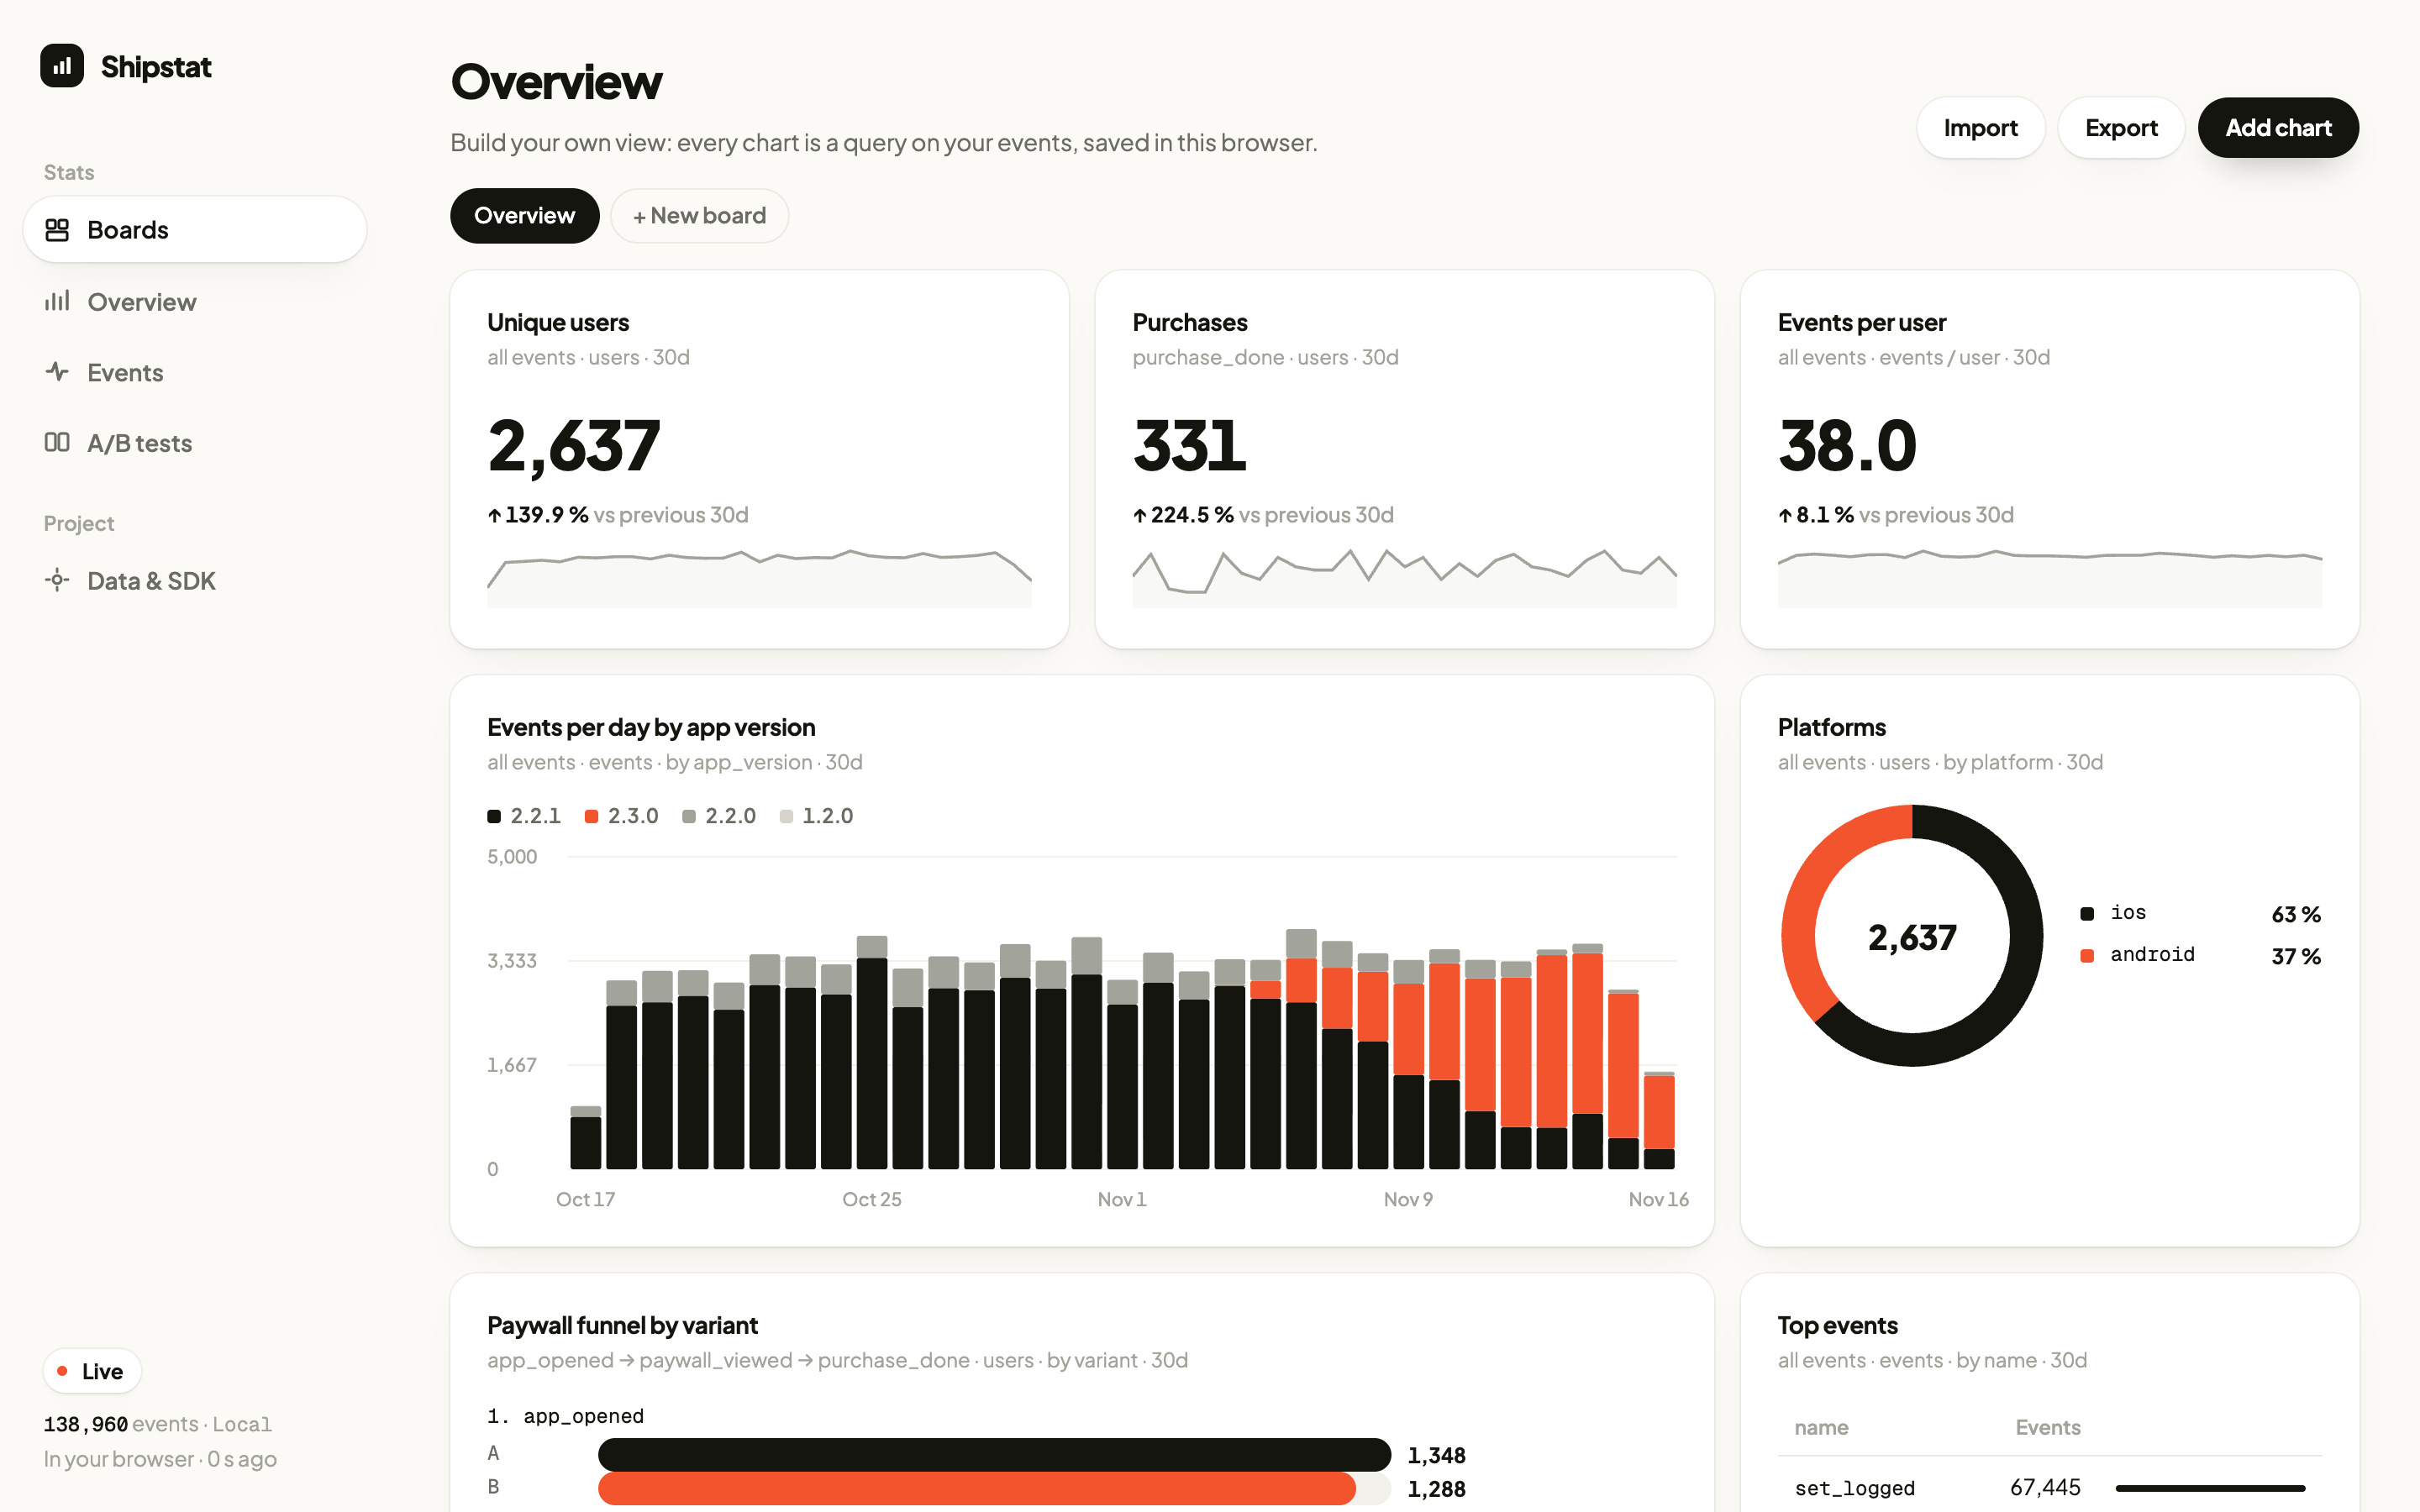 Shipstat
Stats
Boards
Overview
Events
A/B tests
Project
Data & SDK
Live
138,960 events · Local
In your browser · 0 s ago
Overview
Build your own view: every chart is a query on your events, saved in this browser.
Import
Export
Add chart
Overview
+ New board
Unique users
all events · users · 30d
2,637
↑ 139.9 % vs previous 30d
Purchases
purchase_done · users · 30d
331
↑ 224.5 % vs previous 30d
Events per user
all events · events / user · 30d
38.0
↑ 8.1 % vs previous 30d
Events per day by app version
all events · events · by app_version · 30d
2.2.1 2.3.0 2.2.0 1.2.0
5,000
3,333
1,667
0
Oct 17 Oct 25 Nov 1 Nov 9 Nov 16
Platforms
all events · users · by platform · 30d
2,637
ios 63 %
android 37 %
Paywall funnel by variant
app_opened → paywall_viewed → purchase_done · users · by variant · 30d
1. app_opened
A 1,348
B 1,288
Top events
all events · events · by name · 30d
name Events
set_logged 67,445